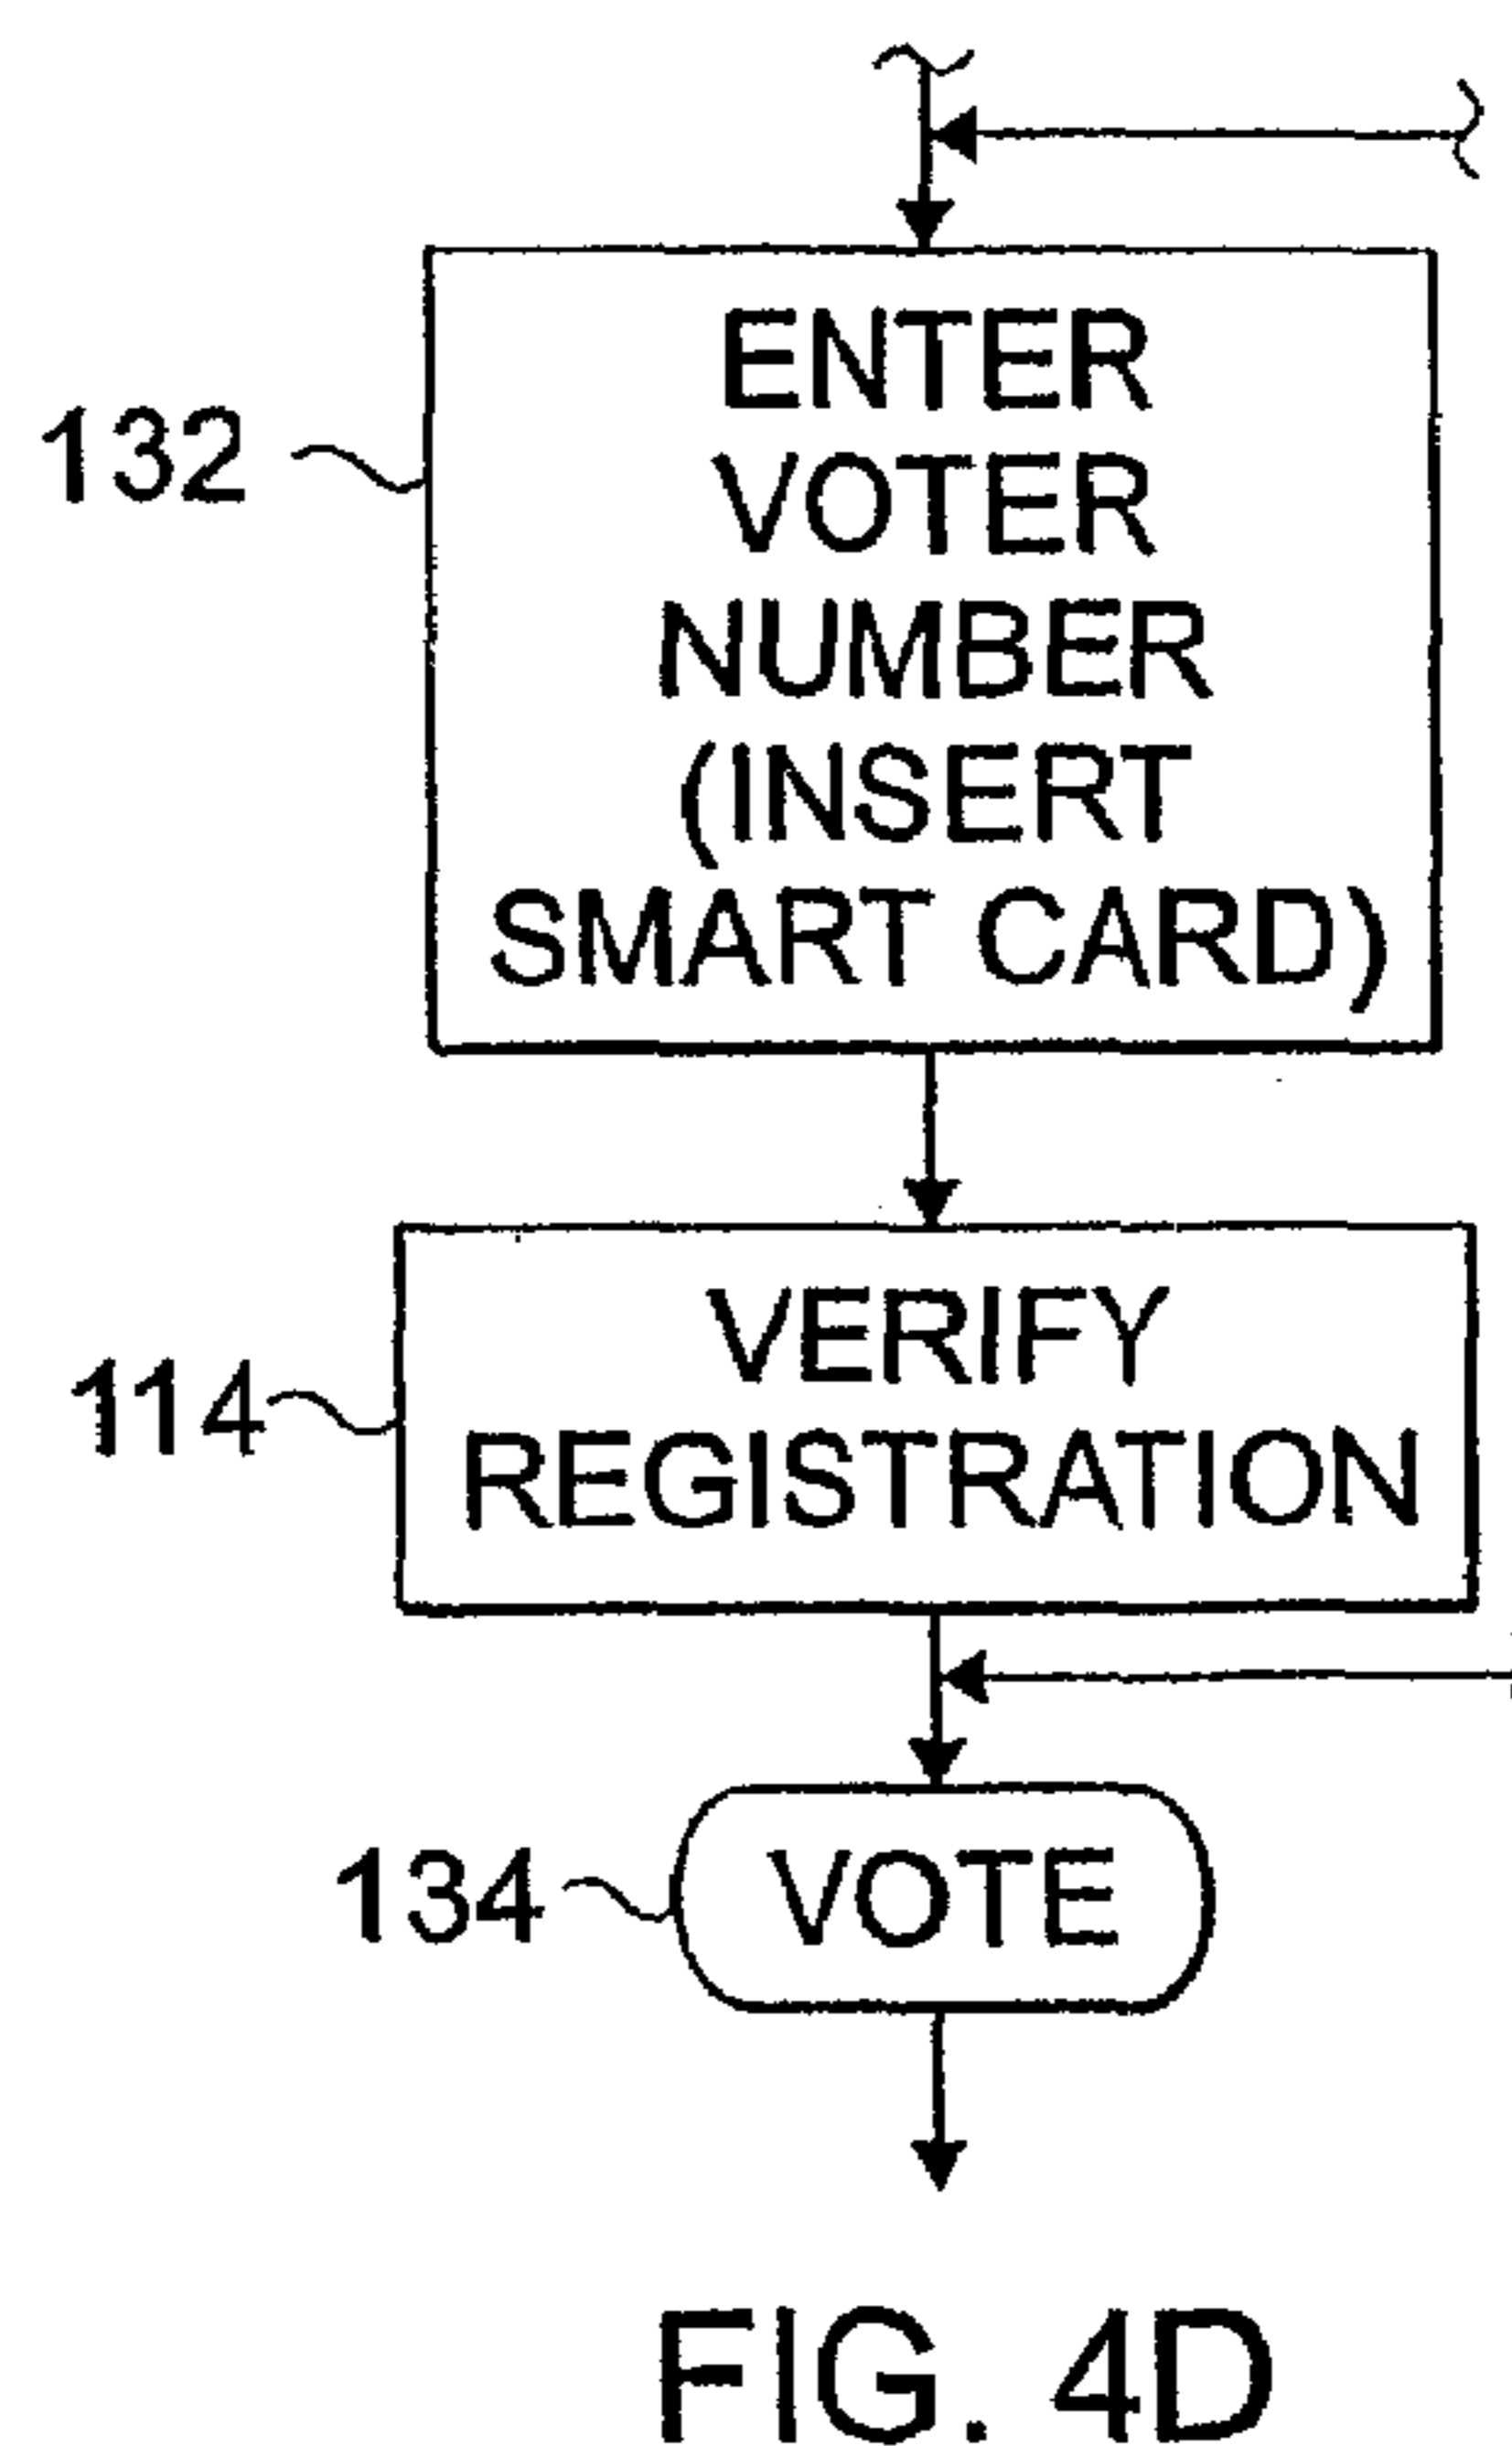 132
ENTER
VOTER
NUMBER
(INSERT
SMART CARD)
114
VERIFY
REGISTRATION
134
VOTE
FIG. 4D